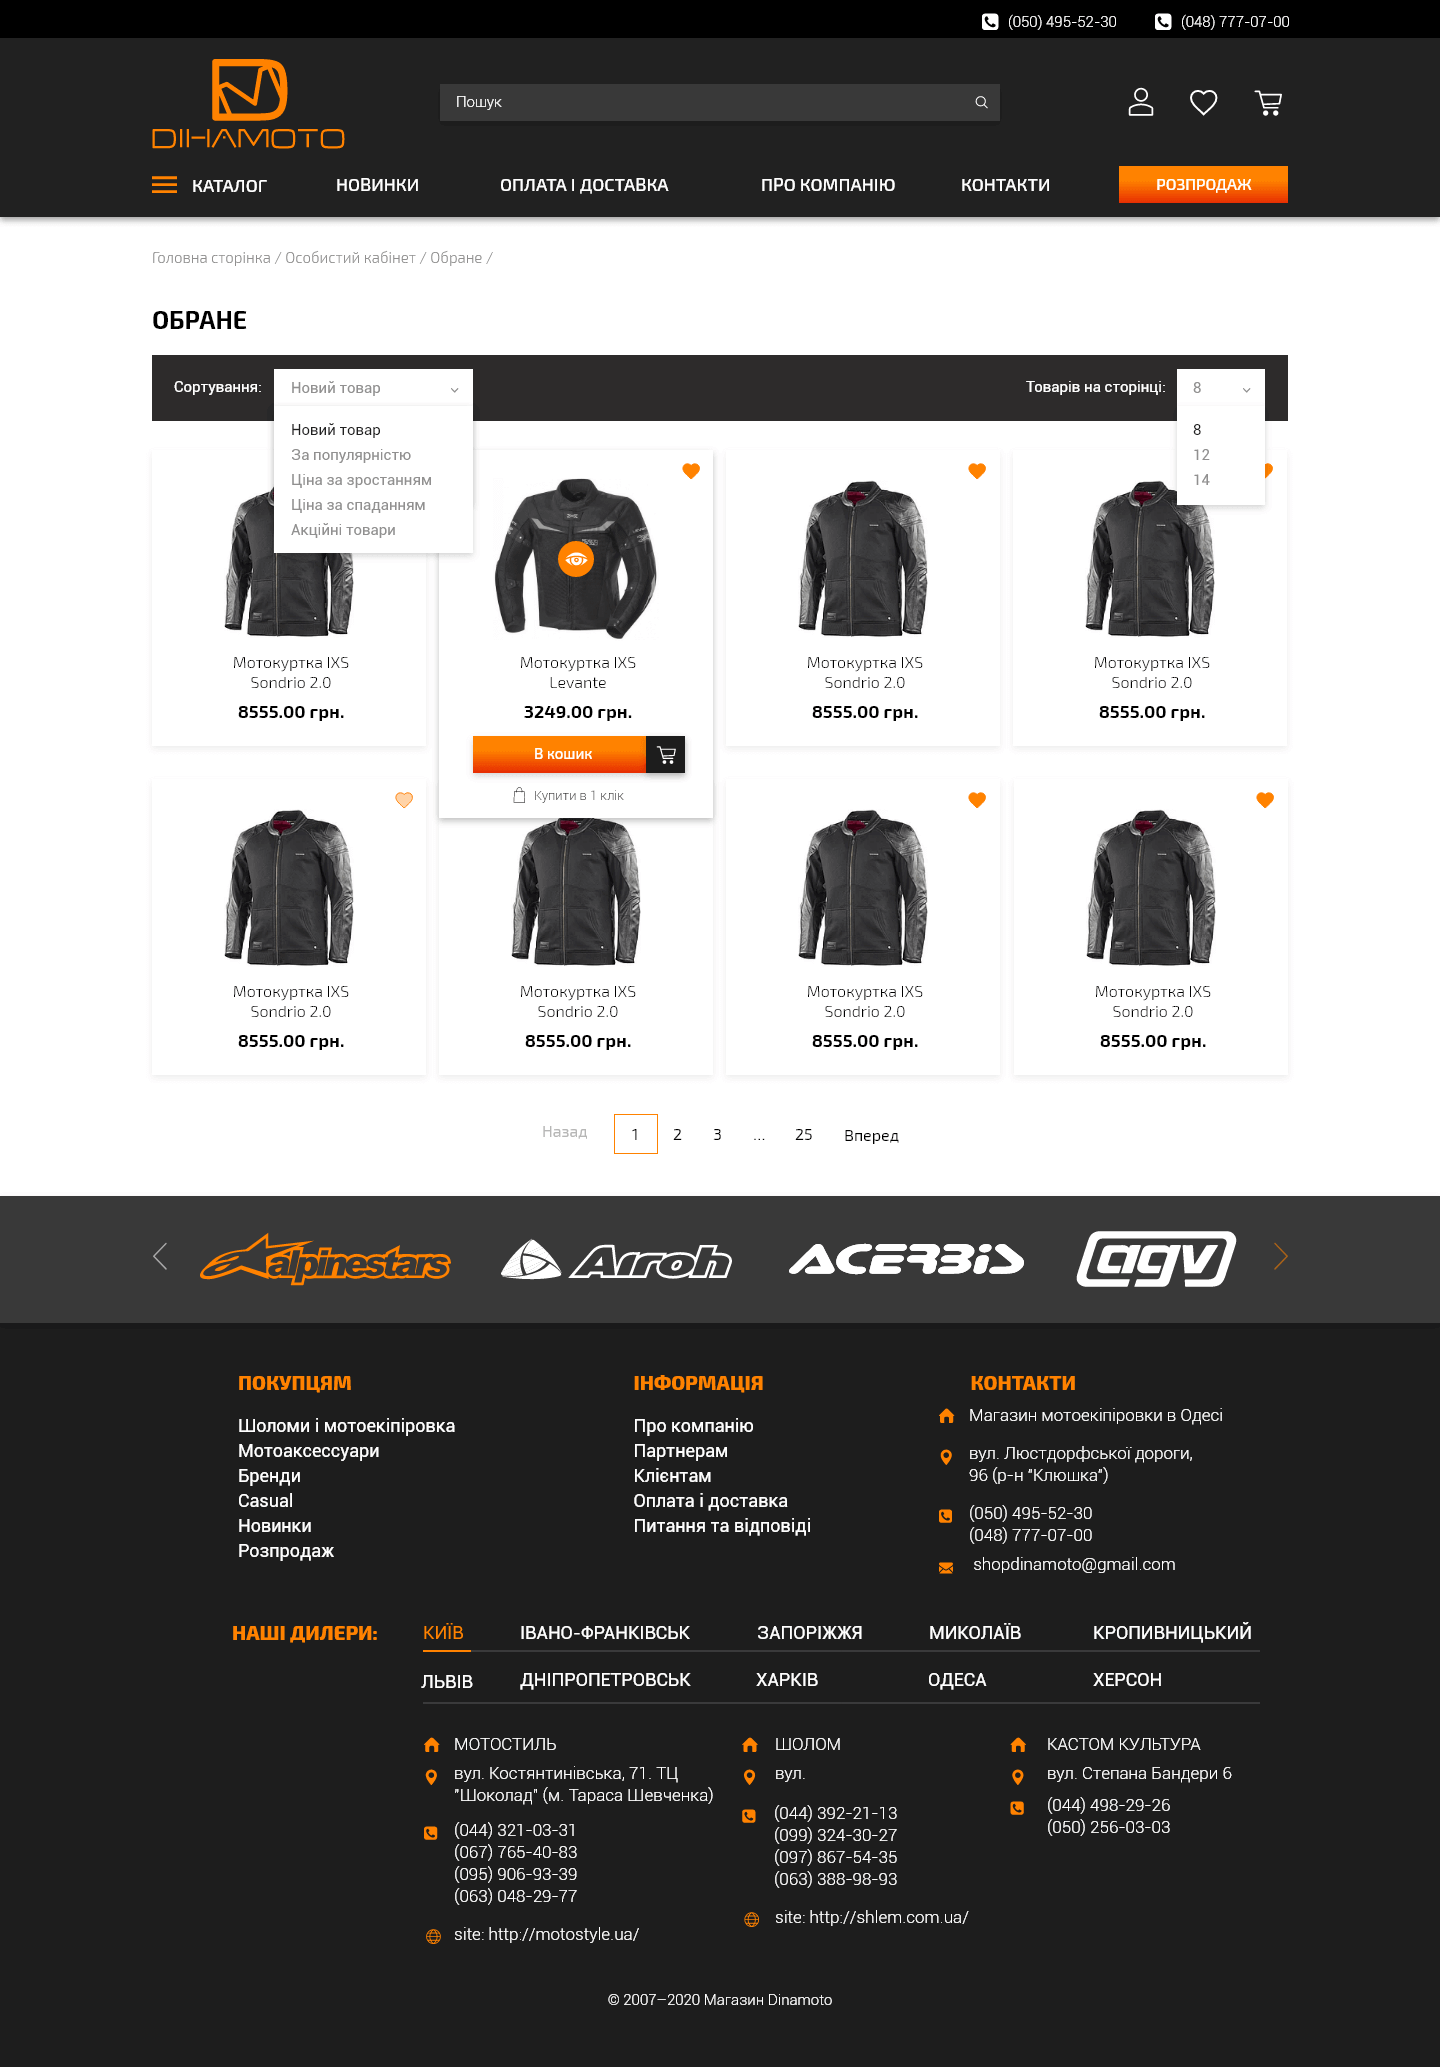 (050) 495-52-30
(048) 777-07-00
DIHAMOTO
Пошук
КАТАЛОГ
НОВИНКИ
ОПЛАТА І ДОСТАВКА
ПРО КОМПАНІЮ
КОНТАКТИ
РОЗПРОДАЖ
Головна сторінка / Особистий кабінет / Обране /
ОБРАНЕ
Сортування:
Новий товар
Новий товар
За популярністю
Ціна за зростанням
Ціна за спаданням
Акційні товари
Товарів на сторінці:
8
8
12
14
Мотокуртка IXS
Sondrio 2.0
8555.00 грн.
Мотокуртка IXS
Levante
3249.00 грн.
В кошик
Купити в 1 клік
Мотокуртка IXS
Sondrio 2.0
8555.00 грн.
Мотокуртка IXS
Sondrio 2.0
8555.00 грн.
Мотокуртка IXS
Sondrio 2.0
8555.00 грн.
Мотокуртка IXS
Sondrio 2.0
8555.00 грн.
Мотокуртка IXS
Sondrio 2.0
8555.00 грн.
Мотокуртка IXS
Sondrio 2.0
8555.00 грн.
Назад
1
2
3
...
25
Вперед
alpinestars
Airoh
ACERBIS
agv
ПОКУПЦЯМ
Шоломи і мотоекіпіровка
Мотоаксессуари
Бренди
Casual
Новинки
Розпродаж
ІНФОРМАЦІЯ
Про компанію
Партнерам
Клієнтам
Оплата і доставка
Питання та відповіді
КОНТАКТИ
Магазин мотоекіпіровки в Одесі
вул. Люстдорфської дороги,
96 (р-н "Клюшка")
(050) 495-52-30
(048) 777-07-00
shopdinamoto@gmail.com
НАШІ ДИЛЕРИ:
КИЇВ
ІВАНО-ФРАНКІВСЬК
ЗАПОРІЖЖЯ
МИКОЛАЇВ
КРОПИВНИЦЬКИЙ
ЛЬВІВ
ДНІПРОПЕТРОВСЬК
ХАРКІВ
ОДЕСА
ХЕРСОН
МОТОСТИЛЬ
вул. Костянтинівська, 71. ТЦ
"Шоколад" (м. Тараса Шевченка)
(044) 321-03-31
(067) 765-40-83
(095) 906-93-39
(063) 048-29-77
site: http://motostyle.ua/
ШОЛОМ
вул.
(044) 392-21-13
(099) 324-30-27
(097) 867-54-35
(063) 388-98-93
site: http://shlem.com.ua/
КАСТОМ КУЛЬТУРА
вул. Степана Бандери 6
(044) 498-29-26
(050) 256-03-03
© 2007–2020 Магазин Dinamoto